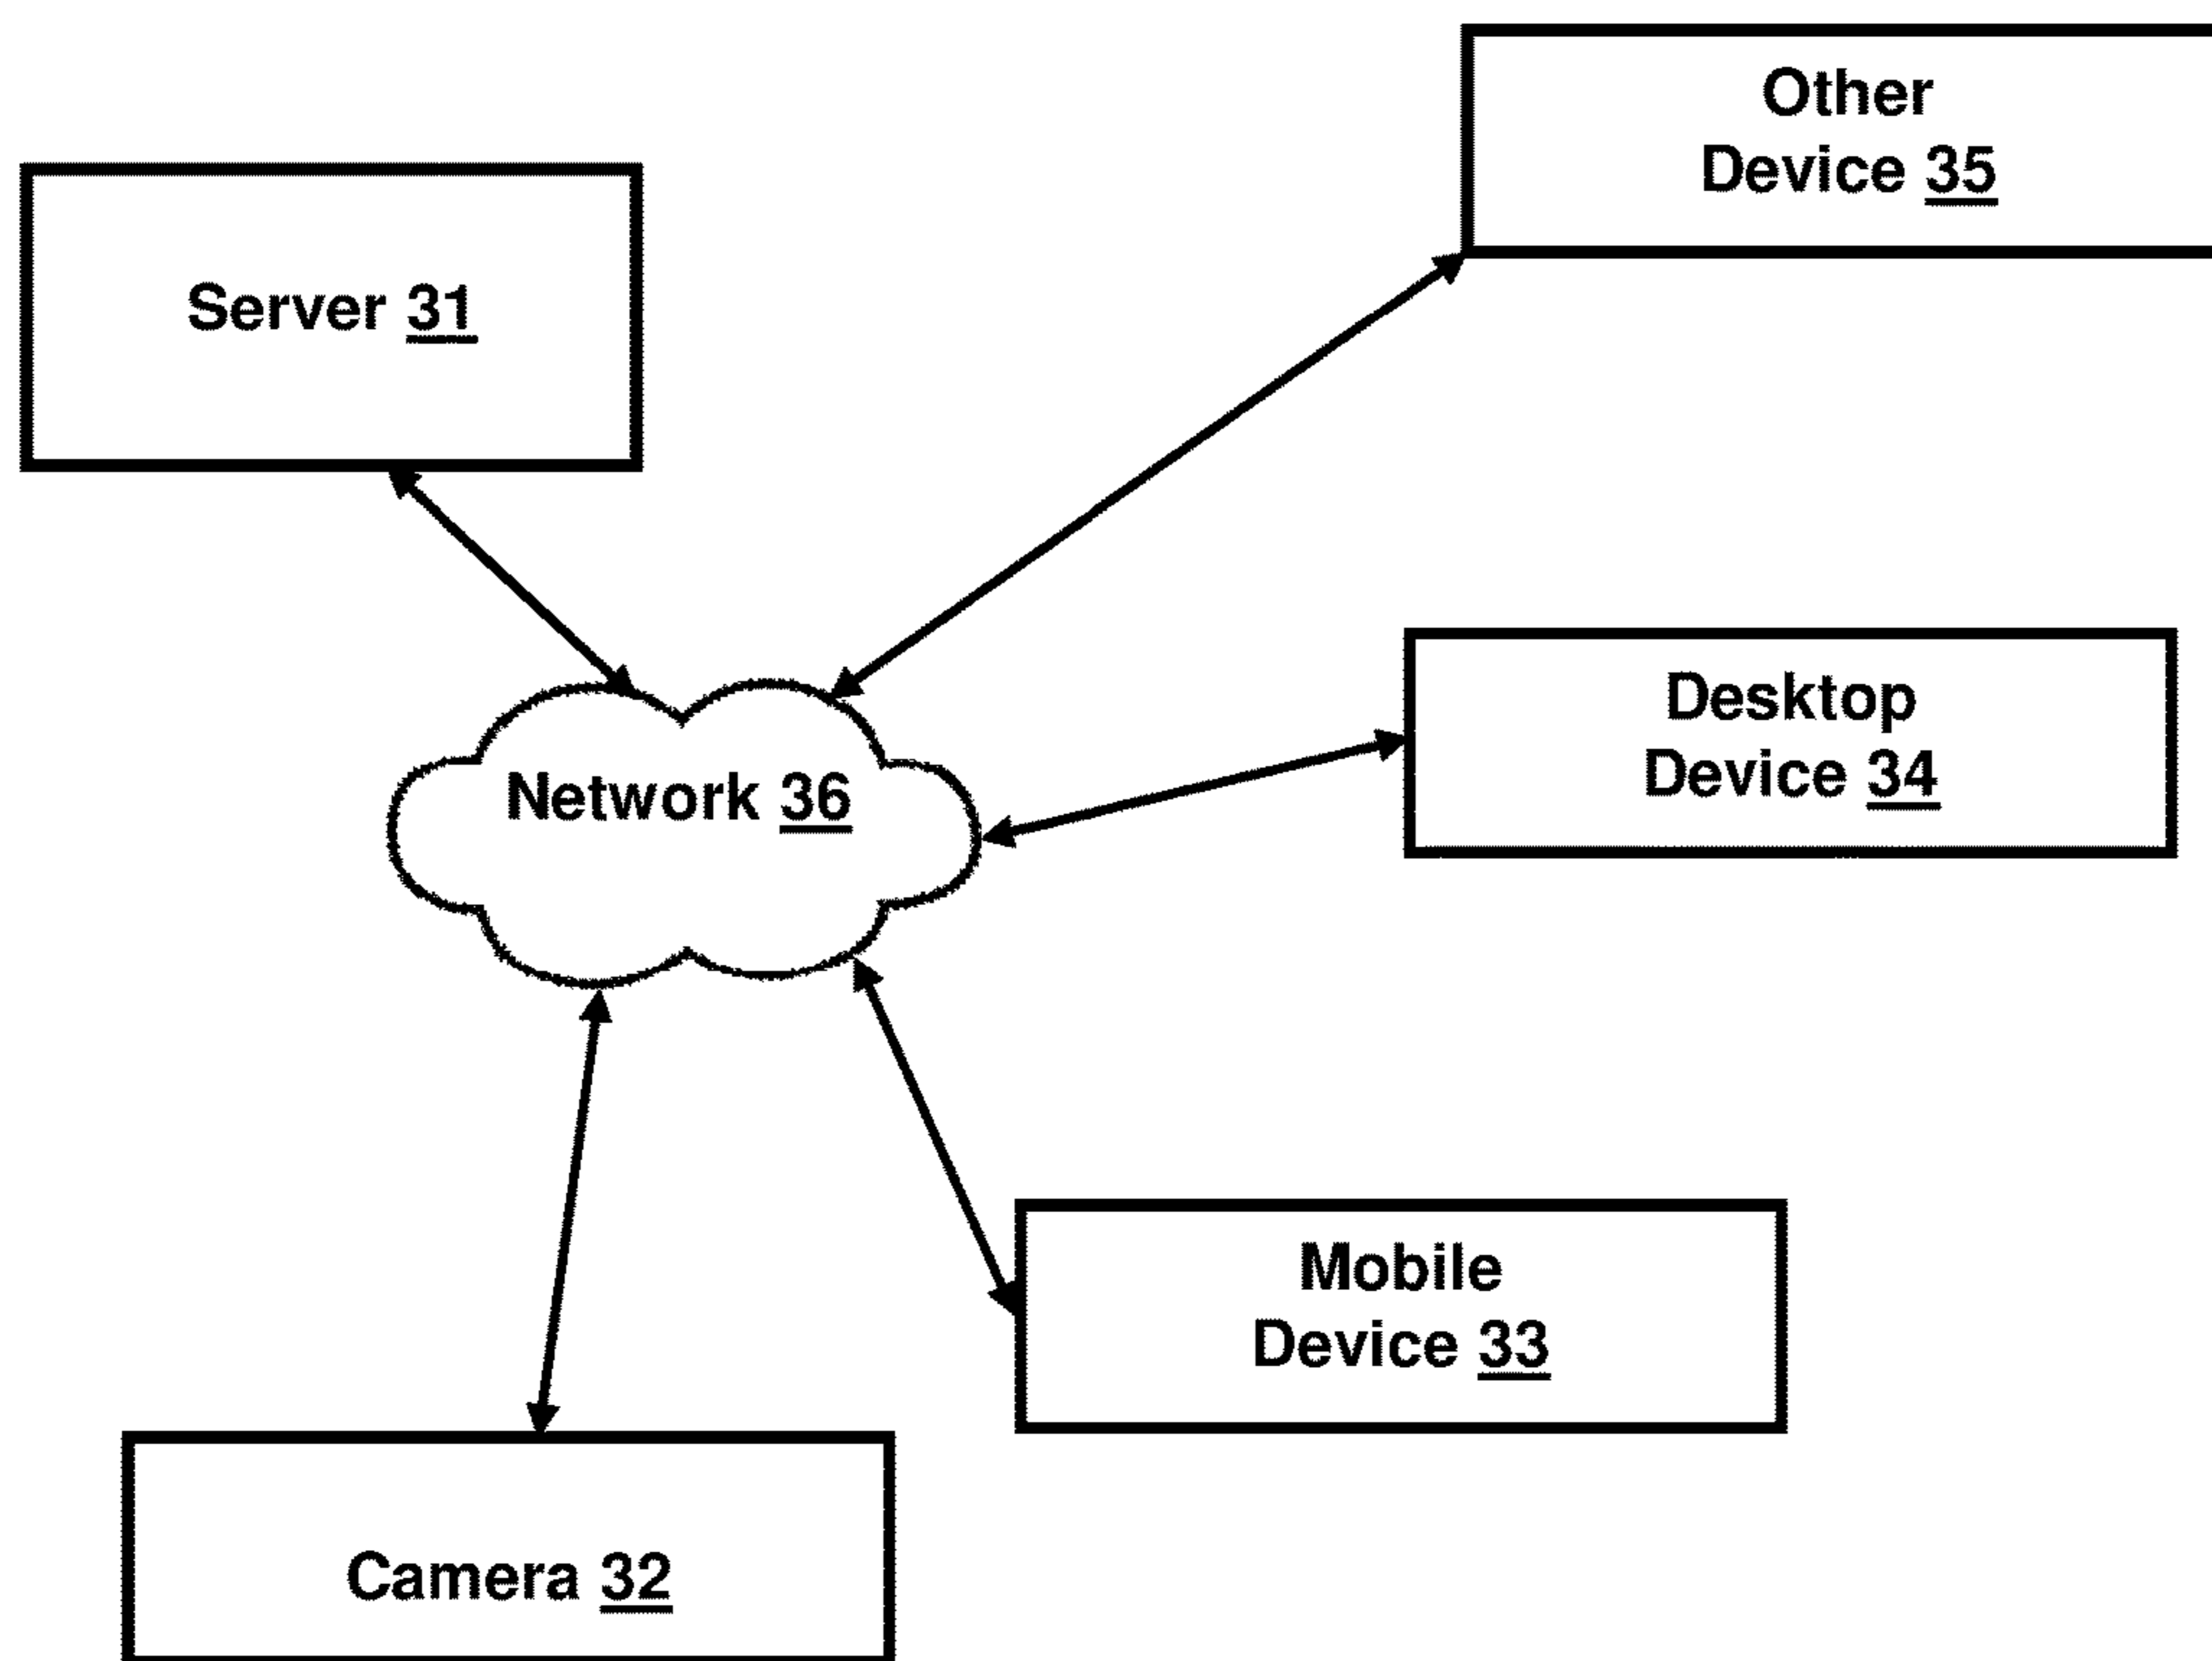 Other
Device 35
Server 31
Desktop
Device 34
Network 36
Mobile
Device 33
Camera 32